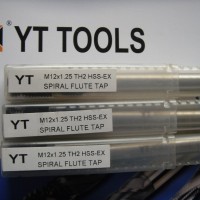 YT TOOLS
YT M12x1.25 TH2 HSS-EX
SPIRAL FLUTE TAP
YT M12x1.25 TH2 HSS-EX
SPIRAL FLUTE TAP
YT M12x1.25 TH2 HSS-EX
SPIRAL FLUTE TAP